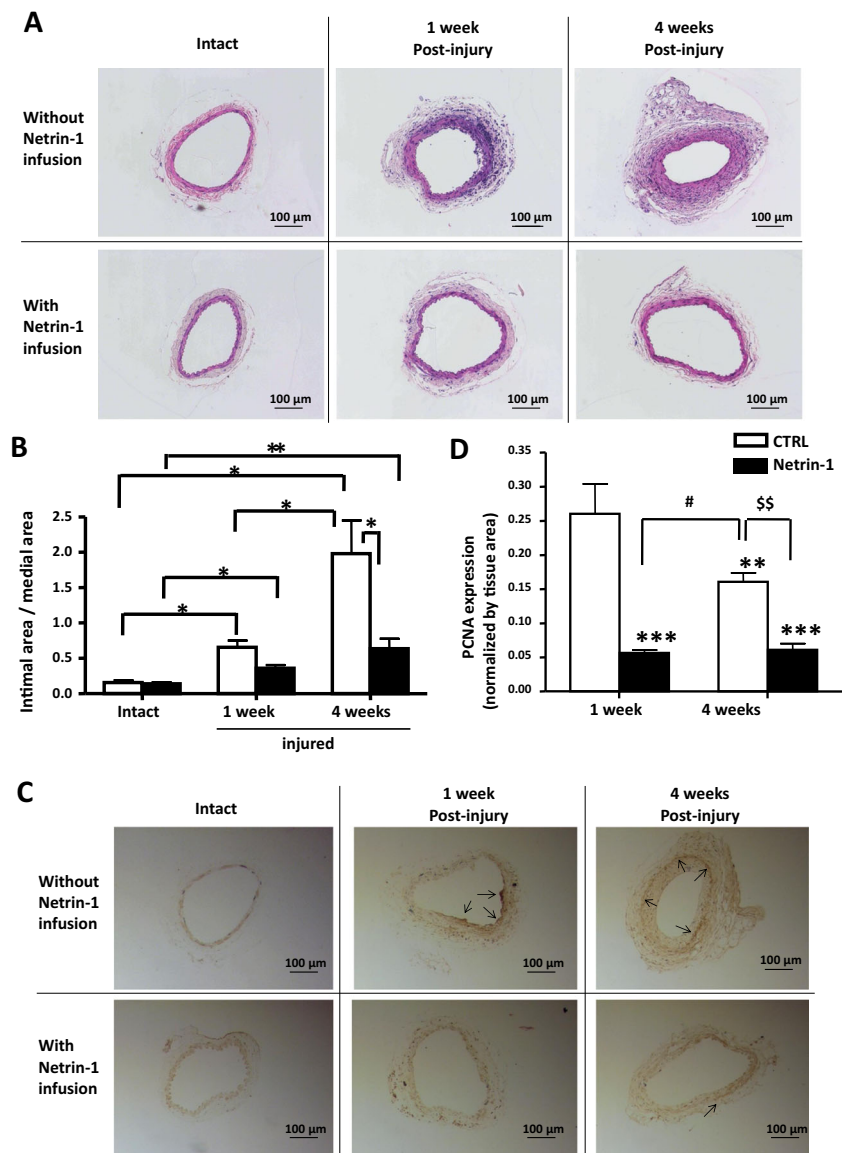 A
Intact
1 week
Post-injury
4 weeks
Post-injury
Without
Netrin-1
infusion
100 µm
100 µm
100 µm
With
Netrin-1
infusion
100 µm
100 µm
100 µm
B
**
*
*
*
*
*
2.5
2.0
1.5
1.0
0.5
0.0
Intimal area / medial area
Intact
1 week
4 weeks
injured
D
CTRL
Netrin-1
0.35
0.30
0.25
0.20
0.15
0.10
0.05
0.00
PCNA expression
(normalized by tissue area)
#
$$
**
***
***
1 week
4 weeks
C
Intact
1 week
Post-injury
4 weeks
Post-injury
Without
Netrin-1
infusion
100 µm
100 µm
100 µm
With
Netrin-1
infusion
100 µm
100 µm
100 µm